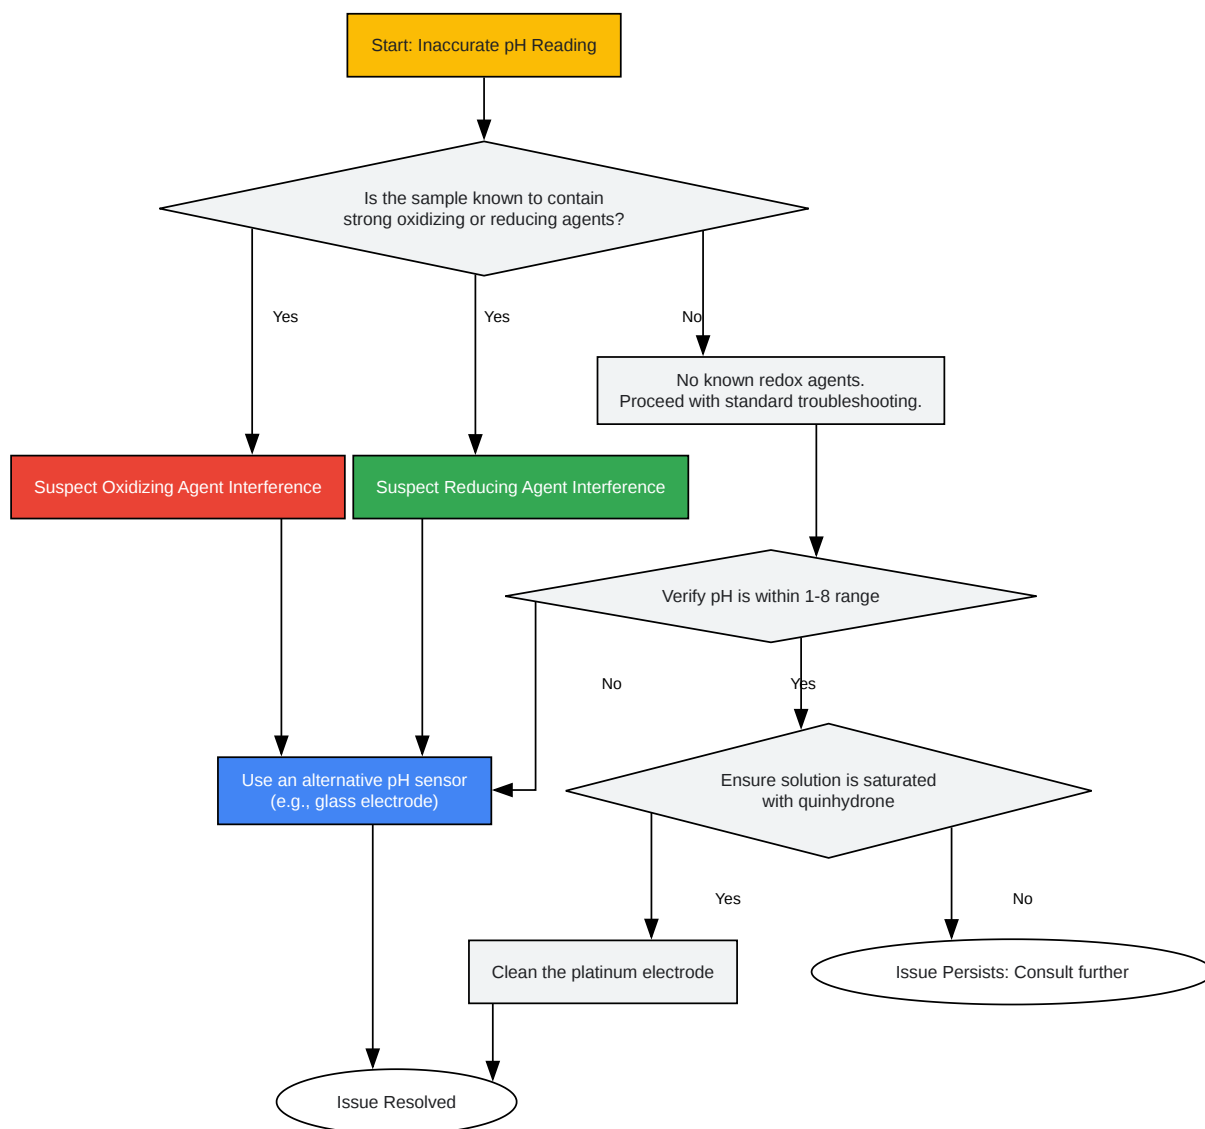 Start: Inaccurate pH Reading
Is the sample known to contain
strong oxidizing or reducing agents?
Yes
Yes
No
No known redox agents.
Proceed with standard troubleshooting.
Suspect Oxidizing Agent Interference
Suspect Reducing Agent Interference
Verify pH is within 1-8 range
No
Yes
Use an alternative pH sensor
(e.g., glass electrode)
Ensure solution is saturated
with quinhydrone
Yes
No
Clean the platinum electrode
Issue Persists: Consult further
Issue Resolved